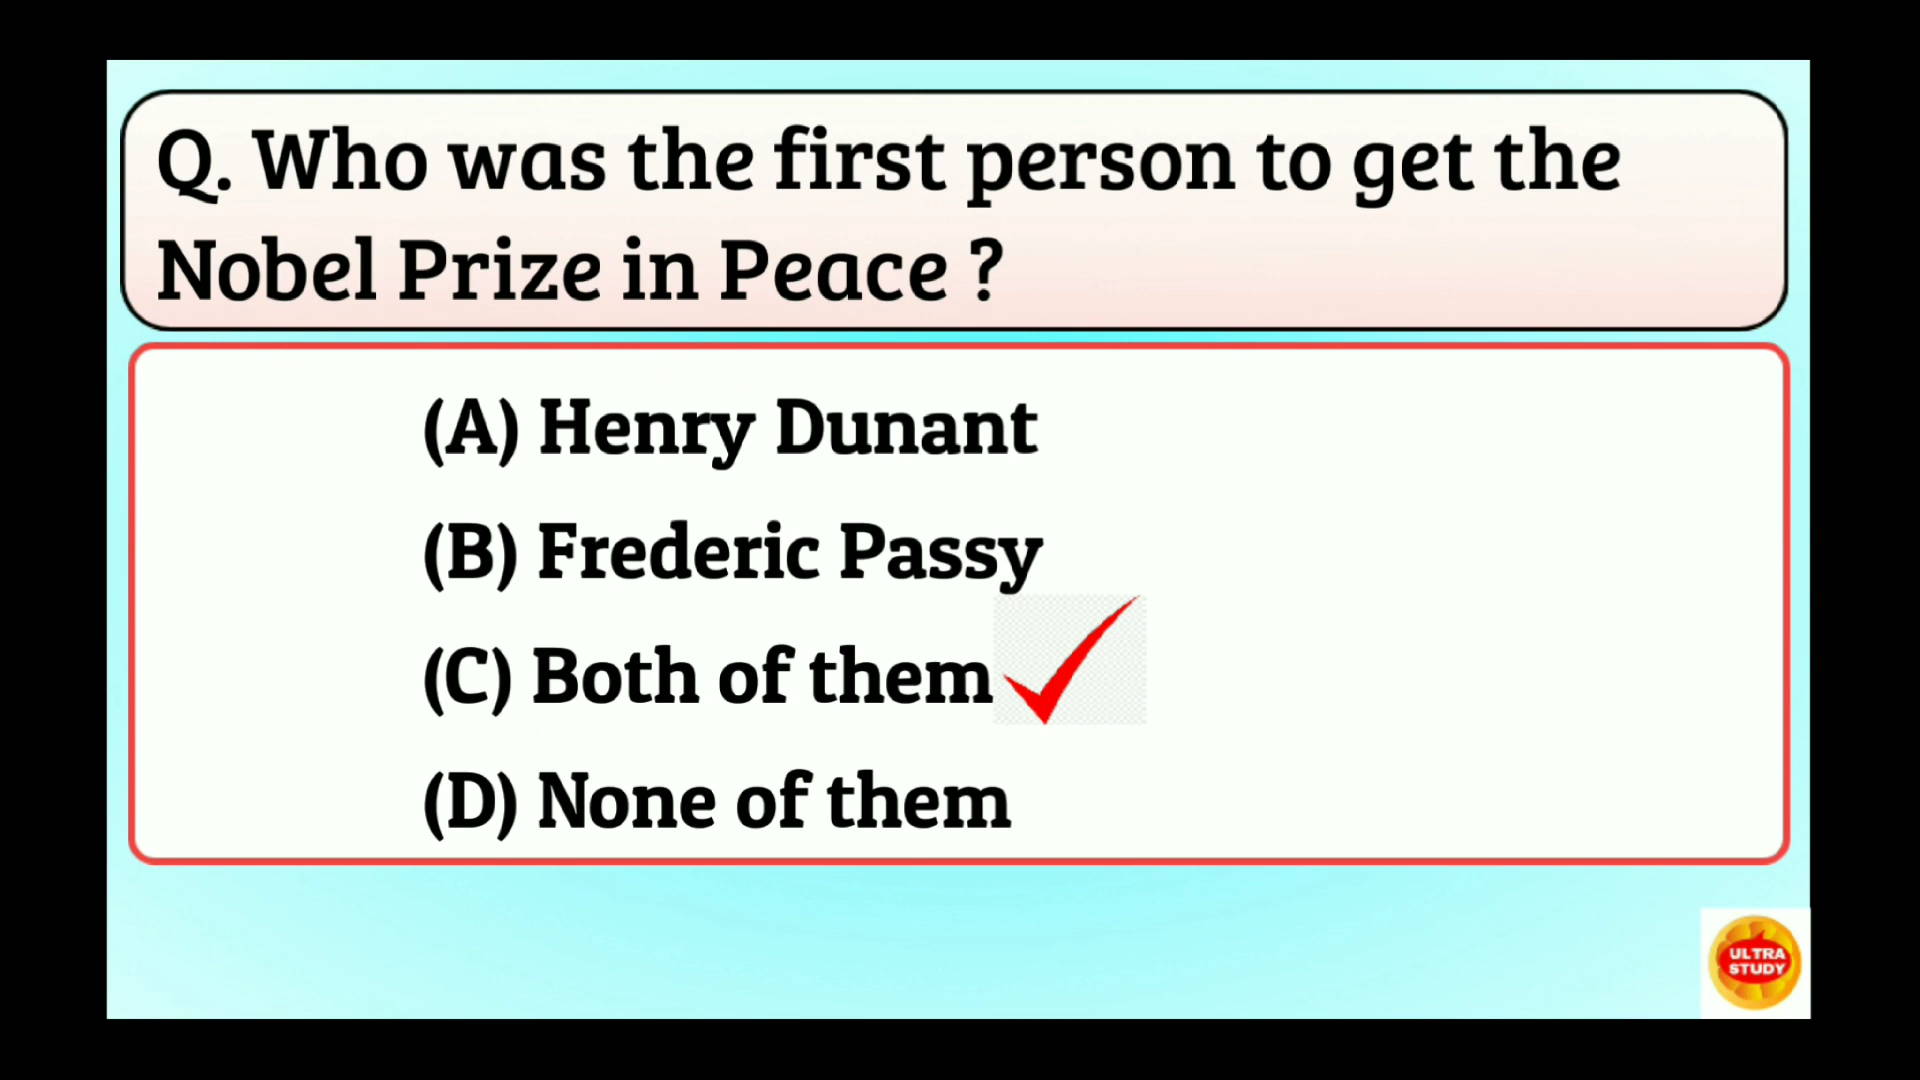 Q. Who was the first person to get the
Nobel Prize in Peace ?
(A) Henry Dunant
(B) Frederic Passy
(C) Both of them
(D) None of them
ULTRA
STUDY